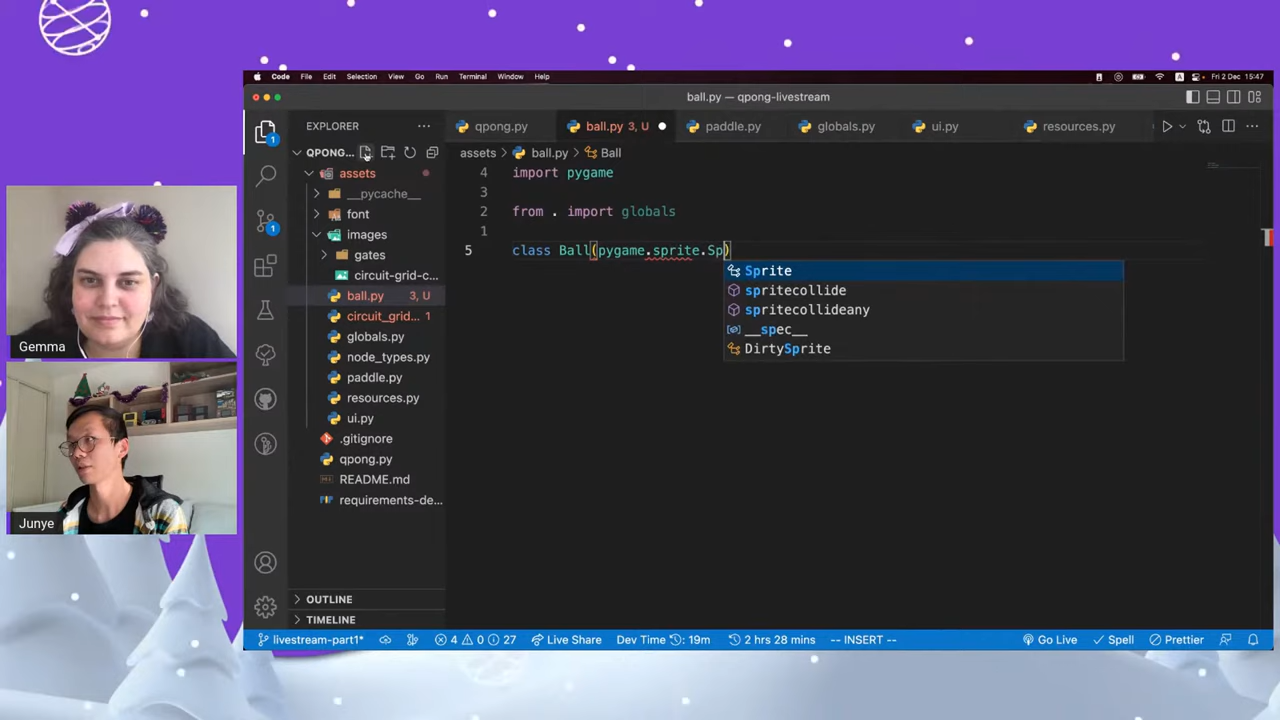 Code File Edit Selection View Go Run Terminal Window Help
A Fri 2 Dec 15:47
ball.py — qpong-livestream
EXPLORER
qpong.py
ball.py 3, U
paddle.py
globals.py
ui.py
resources.py
QPONG...
assets > ball.py > Ball
assets
__pycache__
font
images
gates
circuit-grid-c...
ball.py 3, U
circuit_grid... 1
globals.py
node_types.py
paddle.py
resources.py
ui.py
.gitignore
qpong.py
README.md
requirements-de...
OUTLINE
TIMELINE
1
1
4 import pygame
3
2 from . import globals
1
5 class Ball(pygame.sprite.Sp)
Sprite
spritecollide
spritecollideany
__spec__
DirtySprite
Gemma
Junye
livestream-part1* 4 0 27 Live Share Dev Time : 19m 2 hrs 28 mins -- INSERT -- Go Live Spell Prettier